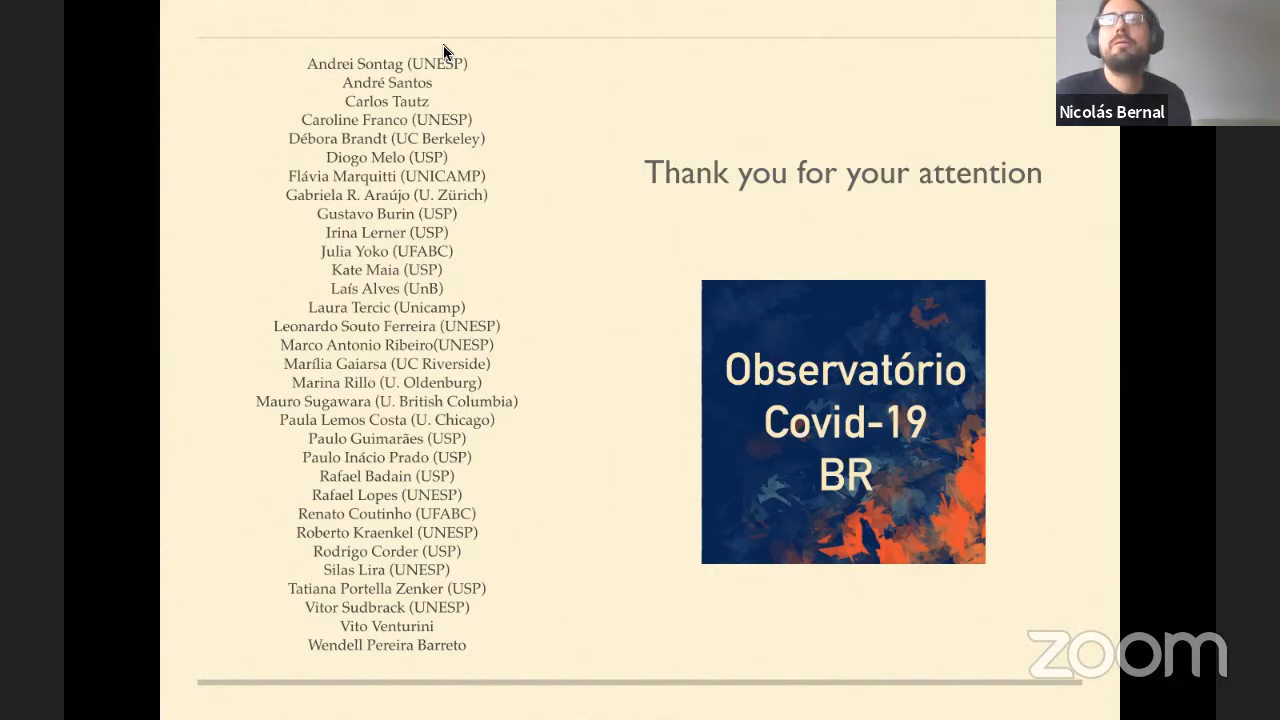 Andrei Sontag (UNESP)
André Santos
Carlos Tautz
Caroline Franco (UNESP)
Débora Brandt (UC Berkeley)
Diogo Melo (USP)
Flávia Marquitti (UNICAMP)
Gabriela R. Araújo (U. Zürich)
Gustavo Burin (USP)
Irina Lerner (USP)
Julia Yoko (UFABC)
Kate Maia (USP)
Laís Alves (UnB)
Laura Tercic (Unicamp)
Leonardo Souto Ferreira (UNESP)
Marco Antonio Ribeiro(UNESP)
Marília Gaiarsa (UC Riverside)
Marina Rillo (U. Oldenburg)
Mauro Sugawara (U. British Columbia)
Paula Lemos Costa (U. Chicago)
Paulo Guimarães (USP)
Paulo Inácio Prado (USP)
Rafael Badain (USP)
Rafael Lopes (UNESP)
Renato Coutinho (UFABC)
Roberto Kraenkel (UNESP)
Rodrigo Corder (USP)
Silas Lira (UNESP)
Tatiana Portella Zenker (USP)
Vitor Sudbrack (UNESP)
Vito Venturini
Wendell Pereira Barreto
Thank you for your attention
Observatório
Covid-19
BR
Nicolás Bernal
zoom